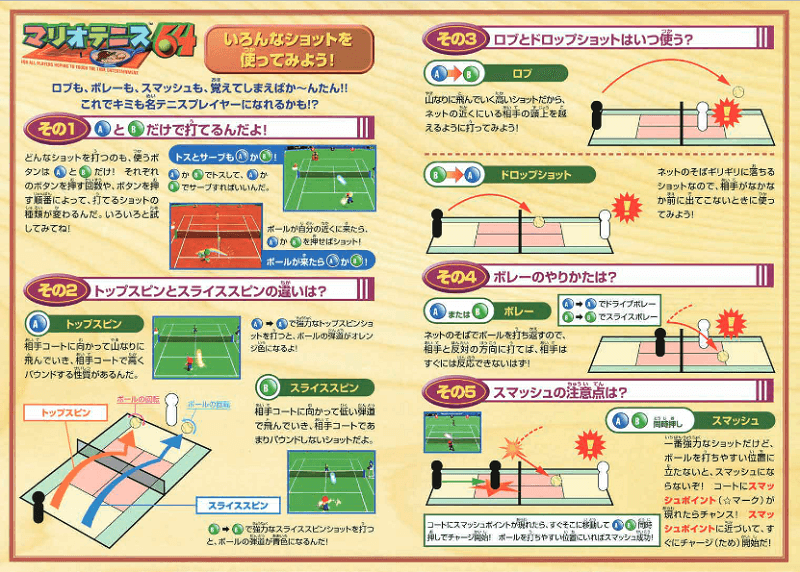 マリオテニス64
FOR ALL PLAYERS, HOPING TO FINISH THE TASK ENTERTAINMENT
いろんなショットを
使ってみよう!
ロブも、ボレーも、スマッシュも、覚えてしまえばか〜んたん!!
これでキミも名テニスプレイヤーになれるかも!?
その1 AとBだけで打てるんだよ!
どんなショットを打つのも、使うボ
タンはAとBだけ! それぞれ
のボタンを押す回数や、ボタンを押
す順番によって、打てるショットの
種類が変わるんだ。いろいろと試
してみてね!
トスとサーブもAかB!
AかBでトスして、Aか
Bでサーブすればいいんだ。
ボールが自分の近くに来たら、
AかBを押せばショット!
ボールが来たらAかB!
その2 トップスピンとスライススピンの違いは?
A トップスピン
相手コートに向かって山なりに
飛んでいき、相手コートで高く
バウンドする性質があるんだ。
A➡Aで強力なトップスピンショッ
トを打つと、ボールの弾道がオレン
ジ色になるよ!
B スライススピン
相手コートに向かって低い弾道
で飛んでいき、相手コートであ
まりバウンドしないショットだよ。
ボールの回転
ボールの回転
トップスピン
スライススピン
B➡Bで強力なスライススピンショットを打つ
と、ボールの弾道が青色になるんだ!
その3 ロブとドロップショットはいつ使う?
A➡B ロブ
山なりに飛んでいく高いショットだから、
ネットの近くにいる相手の頭上を越
えるように打ってみよう!
B➡A ドロップショット
ネットのそばギリギリに落ちる
ショットなので、相手がなかな
か前に出てこないときに使っ
てみよう!
その4 ボレーのやりかたは?
AまたはB ボレー
A➡Aでドライブボレー
B➡Bでスライスボレー
ネットのそばでボールを打ち返すので、
相手と反対の方向に打てば、相手は
すぐには反応できないはず!
その5 スマッシュの注意点は?
A B 同時押し スマッシュ
一番強力なショットだけど、
ボールを打ちやすい位置に
立たないと、スマッシュにな
らないぞ! コートにスマッ
シュポイント(☆マーク)が
現れたらチャンス! スマッ
シュポイントに近づいて、す
ぐにチャージ(ため)開始だ!
コートにスマッシュポイントが現れたら、すぐそこに移動してA B同時
押しでチャージ開始! ボールを打ちやすい位置にいればスマッシュ成功!